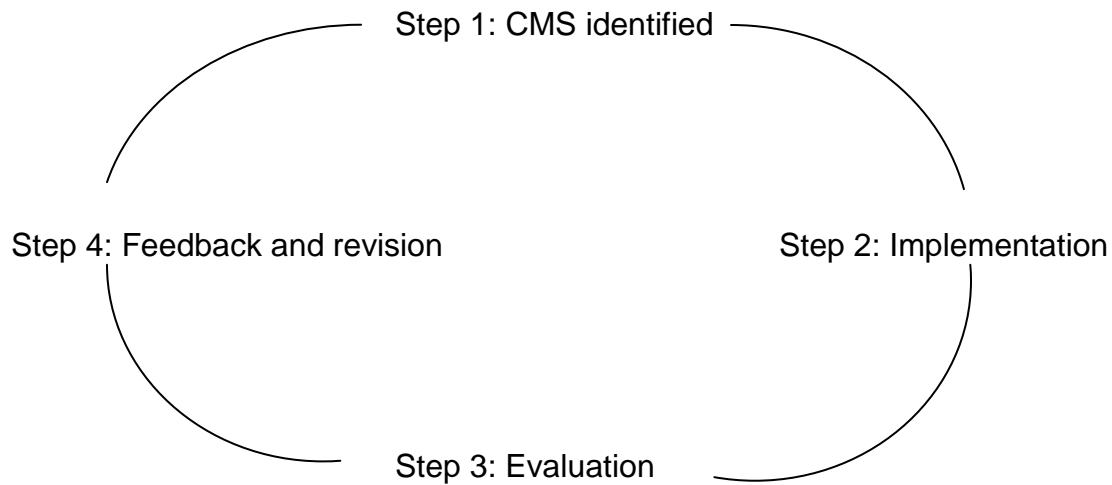 Step 1: CMS identified
Step 4: Feedback and revision
Step 2: Implementation
Step 3: Evaluation